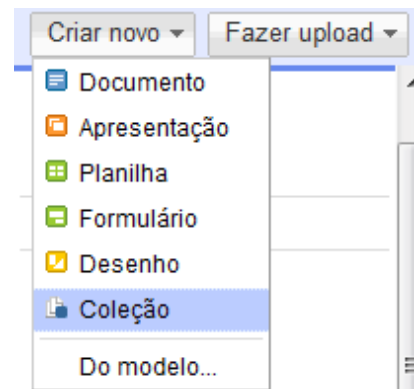 Criar novo Fazer upload
Documento
Apresentação
Planilha
Formulário
Desenho
Coleção
Do modelo...